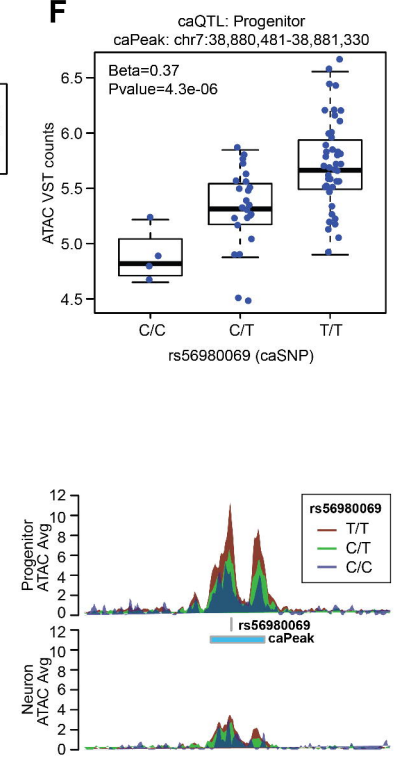 F
caQTL: Progenitor
caPeak: chr7:38,880,481-38,881,330
Beta=0.37
Pvalue=4.3e-06
ATAC VST counts
6.5
6.0
5.5
5.0
4.5
C/C
C/T
T/T
rs56980069 (caSNP)
Progenitor
ATAC Avg
12
10
8
6
4
2
0
rs56980069
T/T
C/T
C/C
rs56980069
caPeak
Neuron
ATAC Avg
12
10
8
6
4
2
0